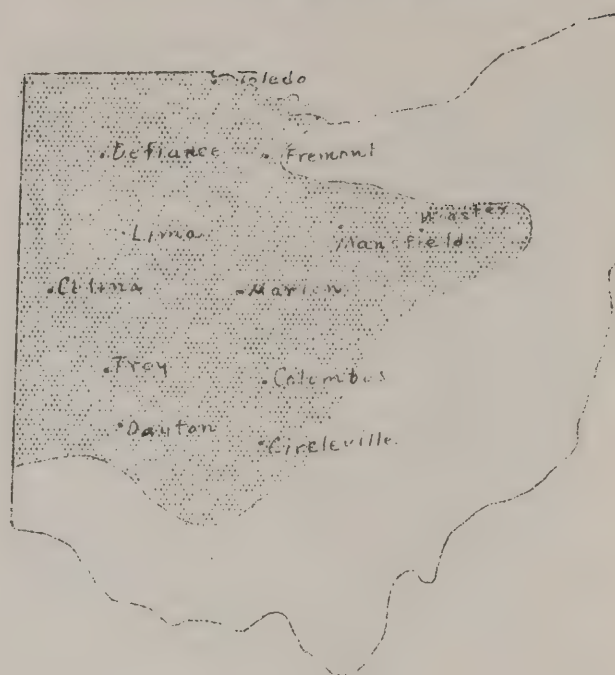 Toledo
Defiance
Fremont
Wooster
Lima
Mansfield
Celina
Marion
Troy
Columbus
Dayton
Circleville